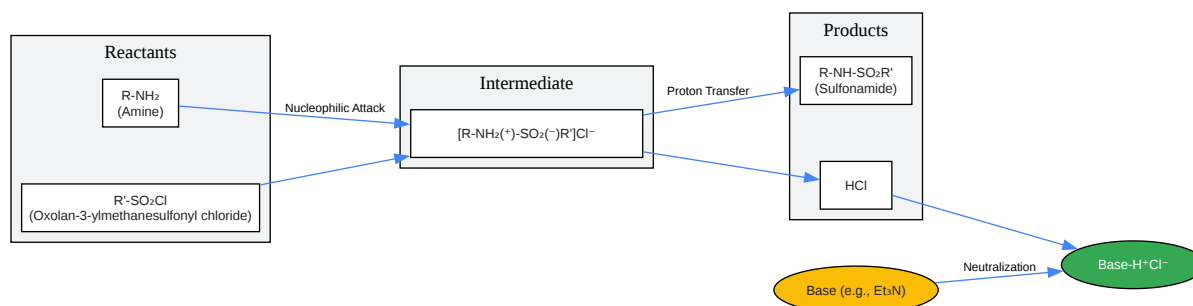 Reactants
R-NH₂
(Amine)
R'-SO₂Cl
(Oxolan-3-ylmethanesulfonyl chloride)
Nucleophilic Attack
Intermediate
[R-NH₂(+)-SO₂(−)R']Cl⁻
Proton Transfer
Products
R-NH-SO₂R'
(Sulfonamide)
HCl
Base (e.g., Et₃N)
Neutralization
Base-H⁺Cl⁻